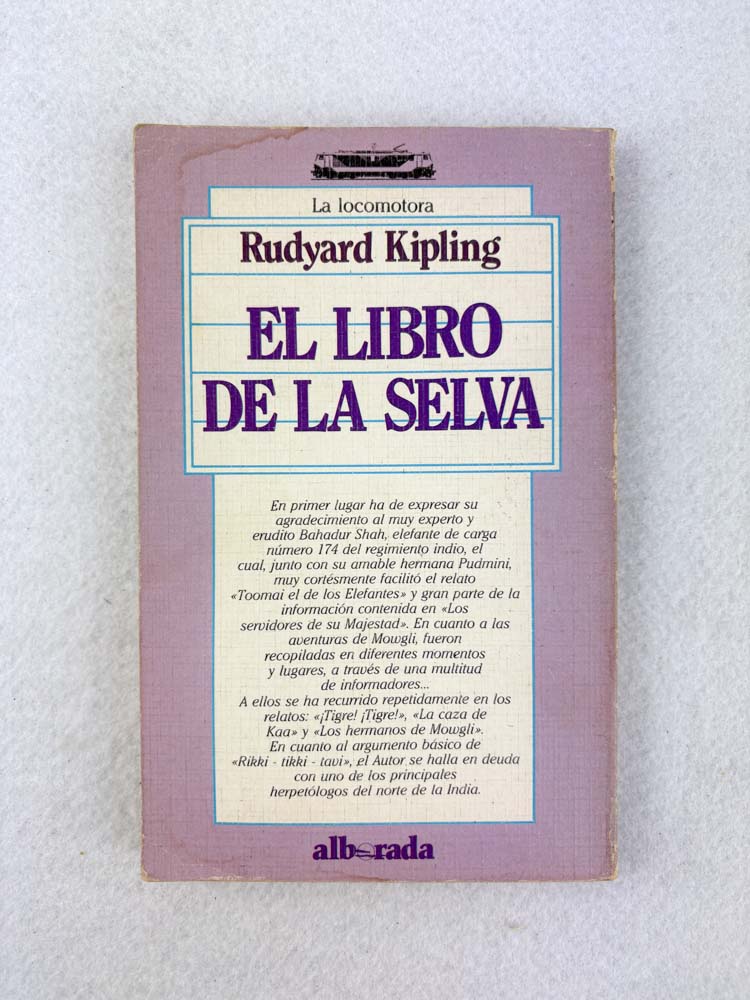 La locomotora
Rudyard Kipling
EL LIBRO
DE LA SELVA
En primer lugar ha de expresar su
agradecimiento al muy experto y
erudito Bahadur Shah, elefante de carga
número 174 del regimiento indio, el
cual, junto con su amable hermana Pudmini,
muy cortésmente facilitó el relato
«Toomai el de los Elefantes» y gran parte de la
información contenida en «Los
servidores de su Majestad». En cuanto a las
aventuras de Mowgli, fueron
recopiladas en diferentes momentos
y lugares, a través de una multitud
de informadores...
A ellos se ha recurrido repetidamente en los
relatos: «¡Tigre! ¡Tigre!», «La caza de
Kaa» y «Los hermanos de Mowgli».
En cuanto al argumento básico de
«Rikki - tikki - tavi», el Autor se halla en deuda
con uno de los principales
herpetólogos del norte de la India.
alborada